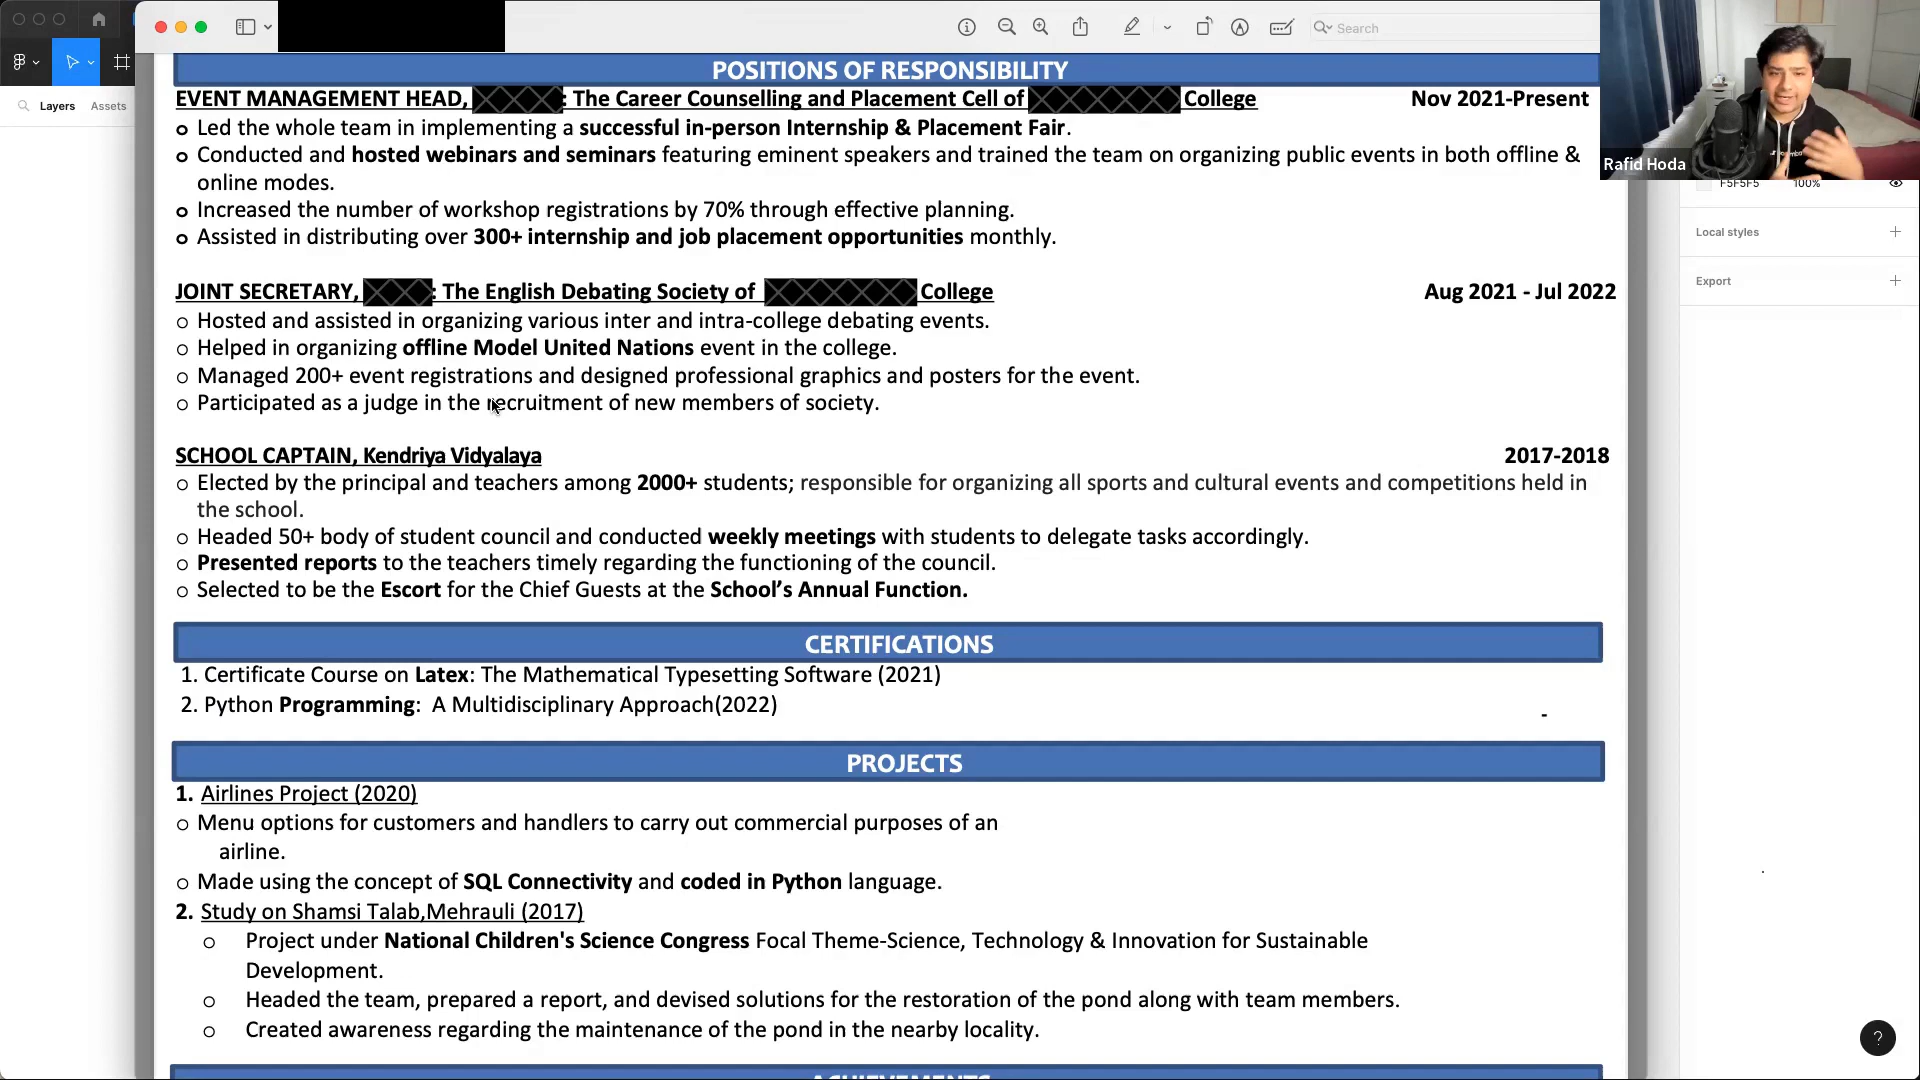 Search
Layers Assets
POSITIONS OF RESPONSIBILITY
EVENT MANAGEMENT HEAD, : The Career Counselling and Placement Cell of College Nov 2021-Present
o Led the whole team in implementing a successful in-person Internship & Placement Fair.
o Conducted and hosted webinars and seminars featuring eminent speakers and trained the team on organizing public events in both offline &
online modes.
o Increased the number of workshop registrations by 70% through effective planning.
o Assisted in distributing over 300+ internship and job placement opportunities monthly.
JOINT SECRETARY, : The English Debating Society of College Aug 2021 - Jul 2022
o Hosted and assisted in organizing various inter and intra-college debating events.
o Helped in organizing offline Model United Nations event in the college.
o Managed 200+ event registrations and designed professional graphics and posters for the event.
o Participated as a judge in the recruitment of new members of society.
SCHOOL CAPTAIN, Kendriya Vidyalaya 2017-2018
o Elected by the principal and teachers among 2000+ students; responsible for organizing all sports and cultural events and competitions held in
the school.
o Headed 50+ body of student council and conducted weekly meetings with students to delegate tasks accordingly.
o Presented reports to the teachers timely regarding the functioning of the council.
o Selected to be the Escort for the Chief Guests at the School's Annual Function.
CERTIFICATIONS
1. Certificate Course on Latex: The Mathematical Typesetting Software (2021)
2. Python Programming: A Multidisciplinary Approach(2022)
-
PROJECTS
1. Airlines Project (2020)
o Menu options for customers and handlers to carry out commercial purposes of an
airline.
o Made using the concept of SQL Connectivity and coded in Python language.
2. Study on Shamsi Talab,Mehrauli (2017)
o Project under National Children's Science Congress Focal Theme-Science, Technology & Innovation for Sustainable
Development.
o Headed the team, prepared a report, and devised solutions for the restoration of the pond along with team members.
o Created awareness regarding the maintenance of the pond in the nearby locality.
ACHIEVEMENTS
Rafid Hoda
F5F5F5 100%
Local styles
Export
?